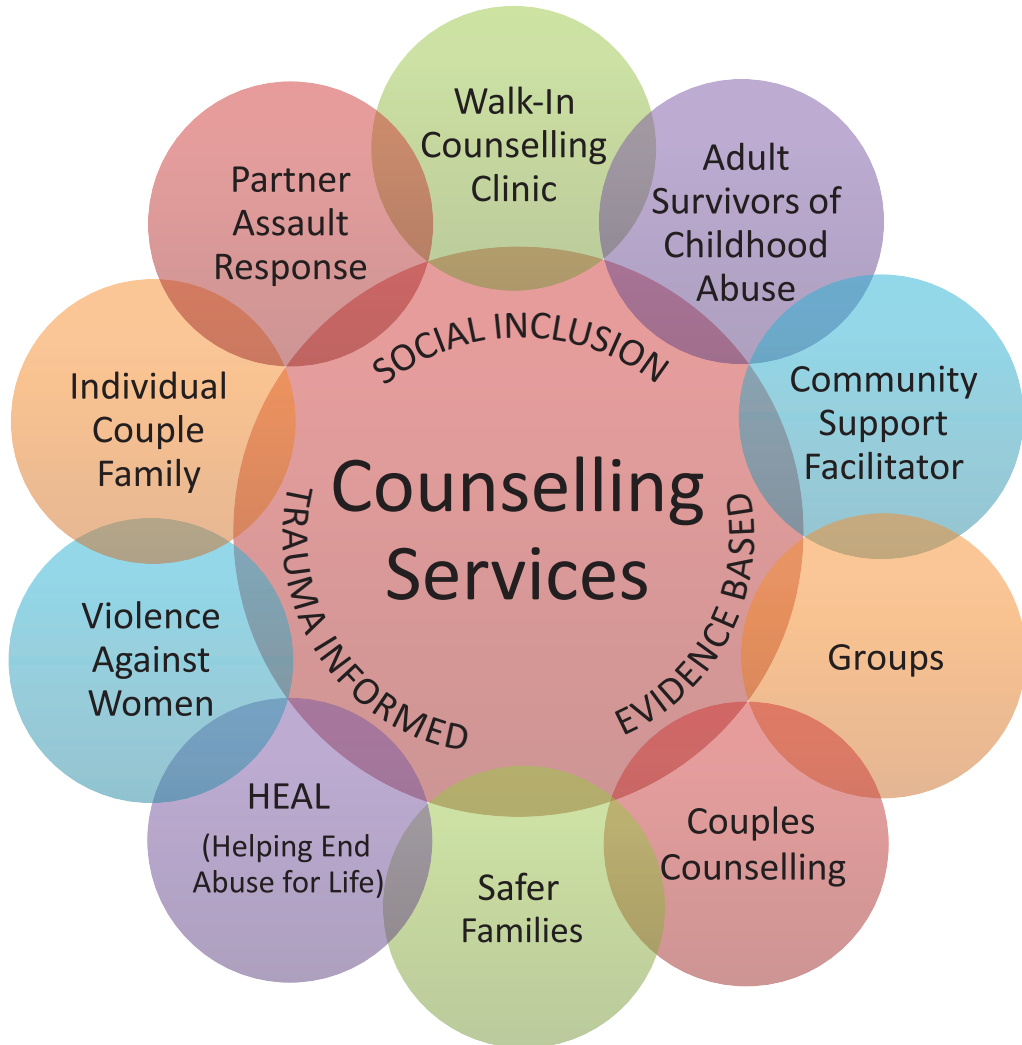 Walk-In
Counselling
Clinic
Adult
Survivors of
Childhood
Abuse
Community
Support
Facilitator
Groups
Couples
Counselling
Safer
Families
HEAL
(Helping End
Abuse for Life)
Violence
Against
Women
Individual
Couple
Family
Partner
Assault
Response
SOCIAL INCLUSION
Counselling
Services
TRAUMA INFORMED
EVIDENCE BASED